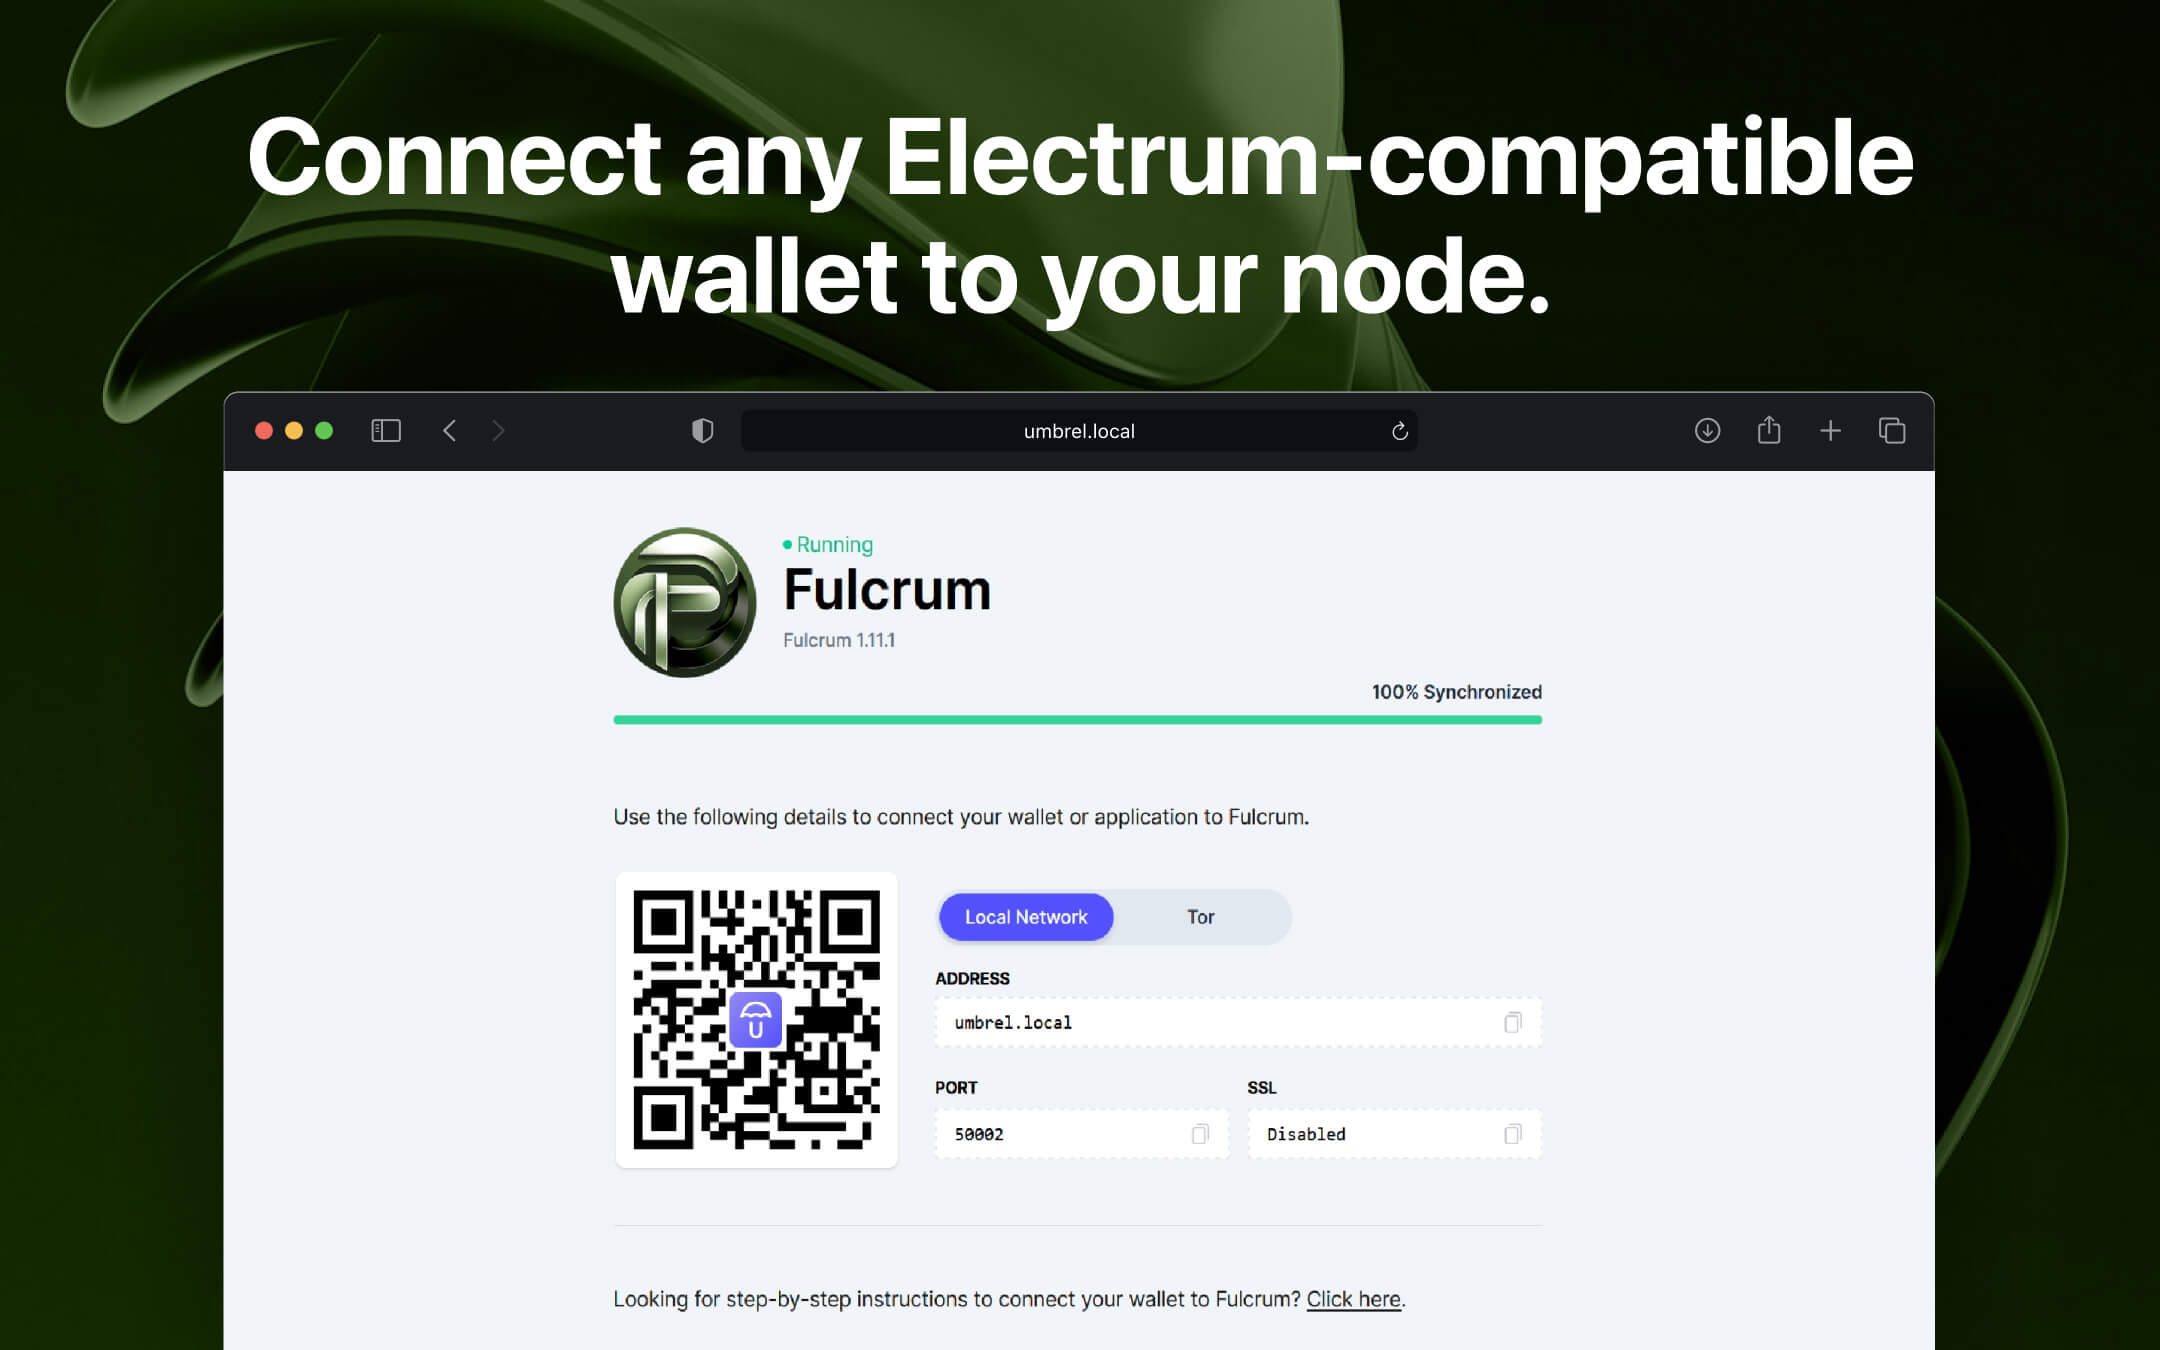 Connect any Electrum-compatible
wallet to your node.
umbrel.local
Running
Fulcrum
Fulcrum 1.11.1
100% Synchronized
Use the following details to connect your wallet or application to Fulcrum.
Local Network Tor
ADDRESS
umbrel.local
PORT SSL
50002 Disabled
Looking for step-by-step instructions to connect your wallet to Fulcrum? Click here.